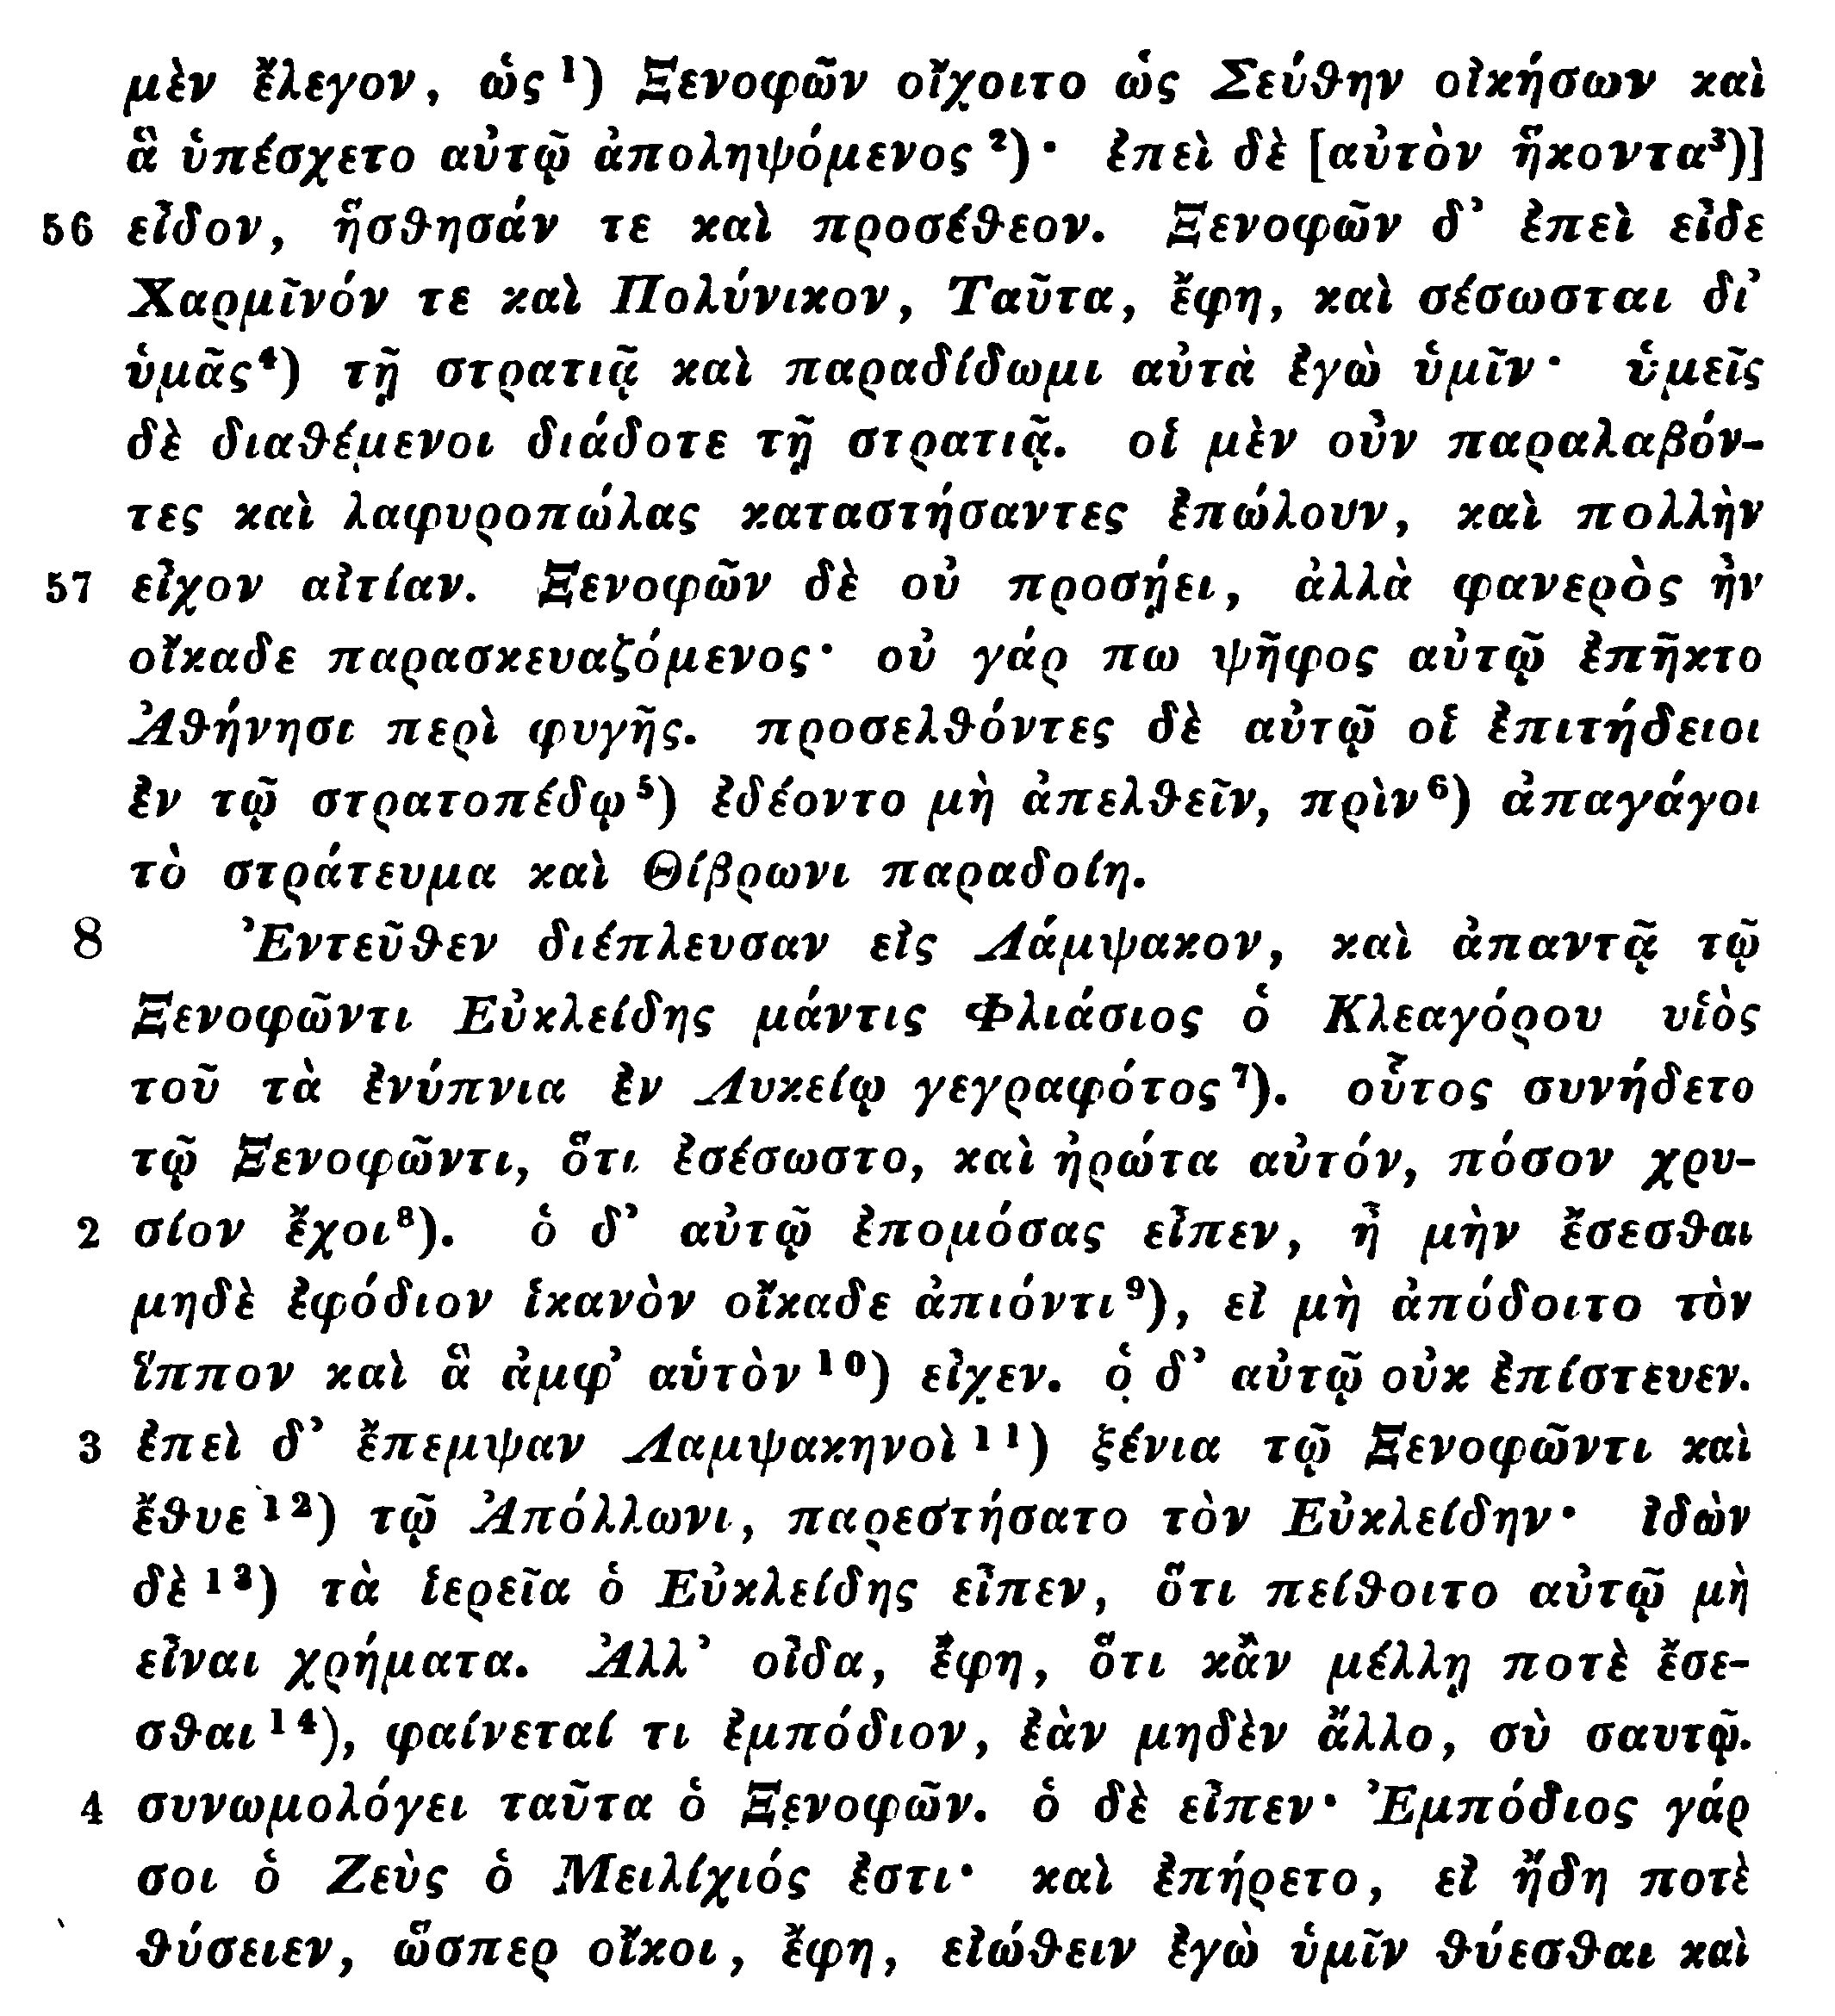 μὲν ἔλεγον, ὡς¹) Ξενοφῶν οἴχοιτο ὡς Σεύθην οἰκήσων καὶ
ἃ ὑπέσχετο αὐτῷ ἀποληψόμενος²)· ἐπεὶ δὲ [αὐτὸν ἥκοντα³)]
56 εἶδον, ἥσθησάν τε καὶ προσέθεον. Ξενοφῶν δ’ ἐπεὶ εἶδε
Χαρμῖνόν τε καὶ Πολύνικον, Ταῦτα, ἔφη, καὶ σέσωσται δι’
ὑμᾶς⁴) τῇ στρατιᾷ καὶ παραδίδωμι αὐτὰ ἐγὼ ὑμῖν· ὑμεῖς
δὲ διαθέμενοι διάδοτε τῇ στρατιᾷ. οἱ μὲν οὖν παραλαβόν-
τες καὶ λαφυροπώλας καταστήσαντες ἐπώλουν, καὶ πολλὴν
57 εἶχον αἰτίαν. Ξενοφῶν δὲ οὐ προσῄει, ἀλλὰ φανερὸς ἦν
οἴκαδε παρασκευαζόμενος· οὐ γάρ πω ψῆφος αὐτῷ ἐπῆκτο
Ἀθήνησι περὶ φυγῆς. προσελθόντες δὲ αὐτῷ οἱ ἐπιτήδειοι
ἐν τῷ στρατοπέδῳ⁵) ἐδέοντο μὴ ἀπελθεῖν, πρὶν⁶) ἀπαγάγοι
τὸ στράτευμα καὶ Θίβρωνι παραδοίη.
8 Ἐντεῦθεν διέπλευσαν εἰς Λάμψακον, καὶ ἀπαντᾷ τῷ
Ξενοφῶντι Εὐκλείδης μάντις Φλιάσιος ὁ Κλεαγόρου υἱὸς
τοῦ τὰ ἐνύπνια ἐν Λυκείῳ γεγραφότος⁷). οὗτος συνήδετο
τῷ Ξενοφῶντι, ὅτι ἐσέσωστο, καὶ ἠρώτα αὐτόν, πόσον χρυ-
2 σίον ἔχοι⁸). ὁ δ’ αὐτῷ ἐπομόσας εἶπεν, ἦ μὴν ἔσεσθαι
μηδὲ ἐφόδιον ἱκανὸν οἴκαδε ἀπιόντι⁹), εἰ μὴ ἀπόδοιτο τὸν
ἵππον καὶ ἃ ἀμφ’ αὑτὸν¹⁰) εἶχεν. ὁ δ’ αὐτῷ οὐκ ἐπίστευεν.
3 ἐπεὶ δ’ ἔπεμψαν Λαμψακηνοὶ¹¹) ξένια τῷ Ξενοφῶντι καὶ
ἔθυε¹²) τῷ Ἀπόλλωνι, παρεστήσατο τὸν Εὐκλείδην· ἰδὼν
δὲ¹³) τὰ ἱερεῖα ὁ Εὐκλείδης εἶπεν, ὅτι πείθοιτο αὐτῷ μὴ
εἶναι χρήματα. Ἀλλ’ οἶδα, ἔφη, ὅτι κἂν μέλλῃ ποτὲ ἔσε-
σθαι¹⁴), φαίνεταί τι ἐμπόδιον, ἐὰν μηδὲν ἄλλο, σὺ σαυτῷ.
4 συνωμολόγει ταῦτα ὁ Ξενοφῶν. ὁ δὲ εἶπεν· Ἐμπόδιος γάρ
σοι ὁ Ζεὺς ὁ Μειλίχιός ἐστι· καὶ ἐπήρετο, εἰ ἤδη ποτὲ
θύσειεν, ὥσπερ οἴκοι, ἔφη, εἰώθειν ἐγὼ ὑμῖν θύεσθαι καὶ